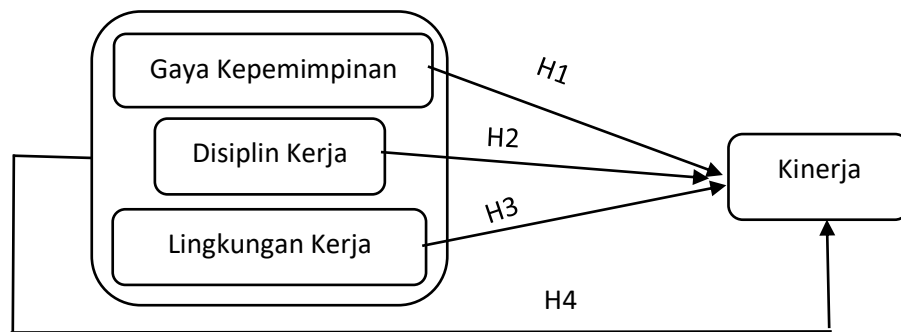 Gaya Kepemimpinan
H1
Disiplin Kerja
H2
Kinerja
Lingkungan Kerja
H3
H4